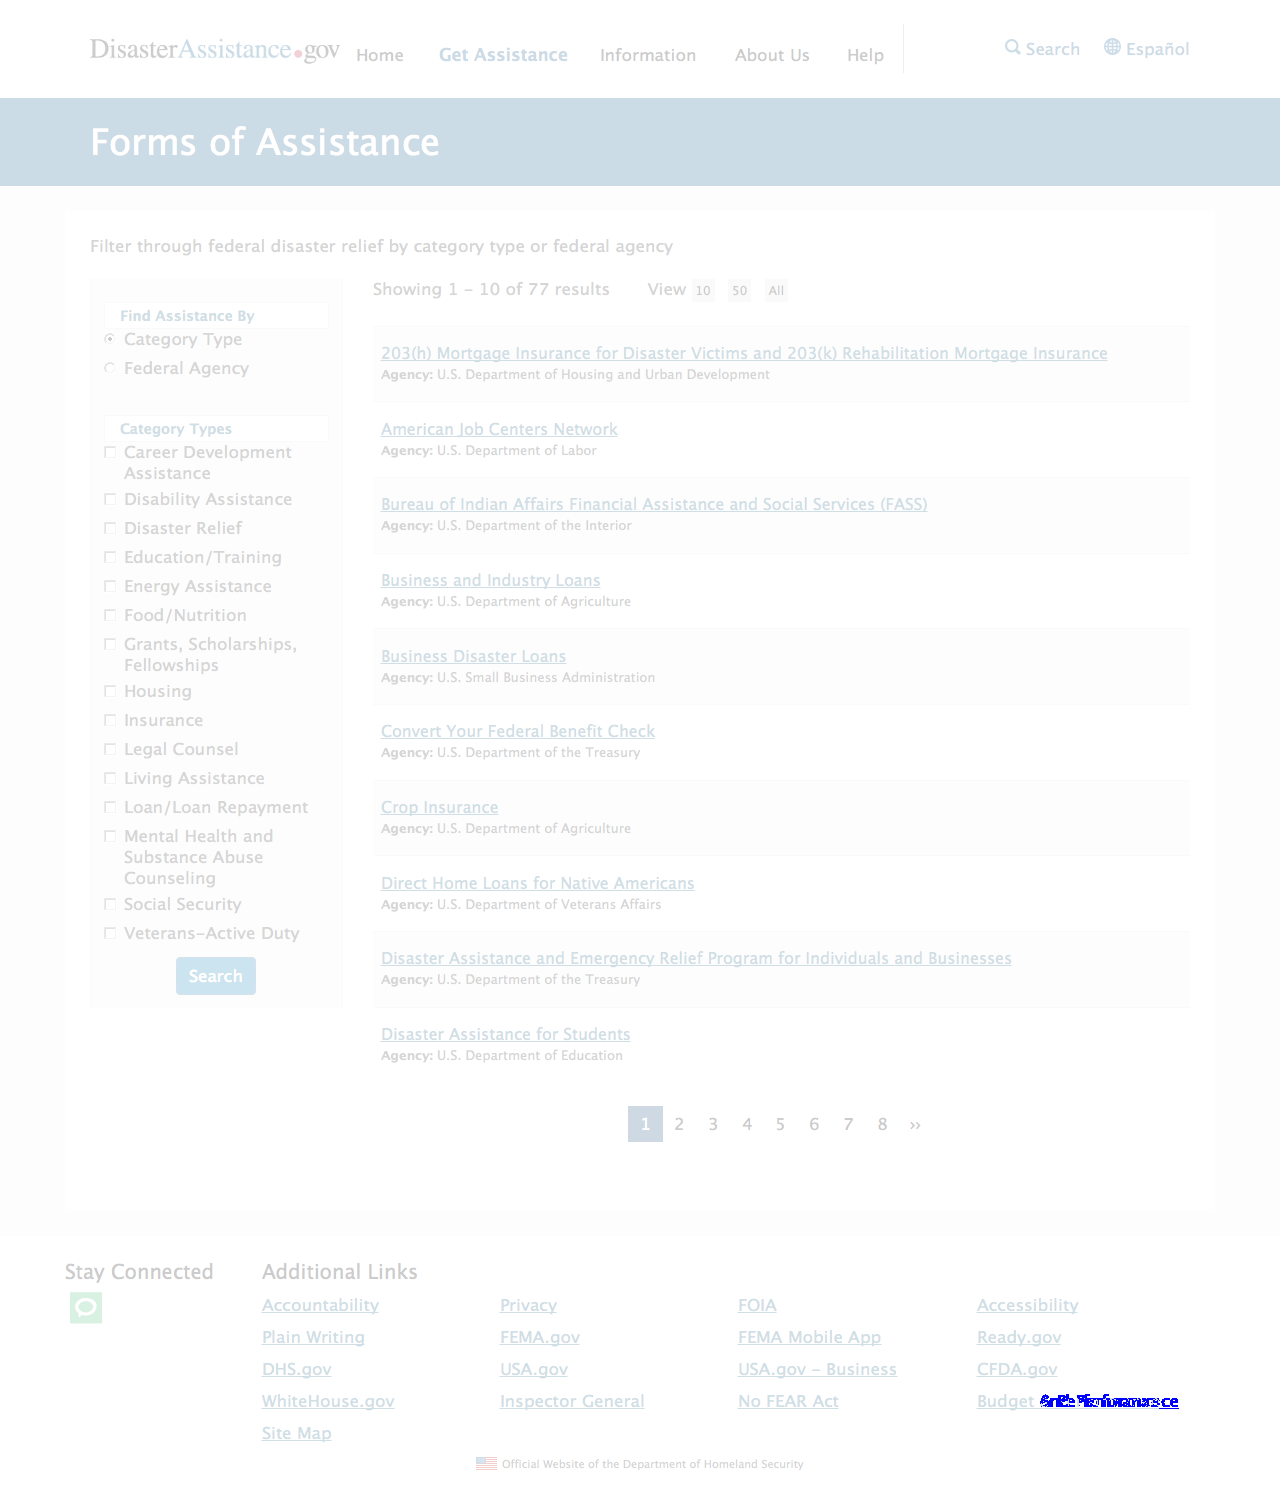 DisasterAssistance.gov Home Get Assistance Information About Us Help Search Español
Forms of Assistance
Filter through federal disaster relief by category type or federal agency
Find Assistance By
Category Type
Federal Agency
Category Types
Career Development
Assistance
Disability Assistance
Disaster Relief
Education/Training
Energy Assistance
Food/Nutrition
Grants, Scholarships,
Fellowships
Housing
Insurance
Legal Counsel
Living Assistance
Loan/Loan Repayment
Mental Health and
Substance Abuse
Counseling
Social Security
Veterans-Active Duty
Search
Showing 1 - 10 of 77 results View 10 50 All
203(h) Mortgage Insurance for Disaster Victims and 203(k) Rehabilitation Mortgage Insurance
Agency: U.S. Department of Housing and Urban Development
American Job Centers Network
Agency: U.S. Department of Labor
Bureau of Indian Affairs Financial Assistance and Social Services (FASS)
Agency: U.S. Department of the Interior
Business and Industry Loans
Agency: U.S. Department of Agriculture
Business Disaster Loans
Agency: U.S. Small Business Administration
Convert Your Federal Benefit Check
Agency: U.S. Department of the Treasury
Crop Insurance
Agency: U.S. Department of Agriculture
Direct Home Loans for Native Americans
Agency: U.S. Department of Veterans Affairs
Disaster Assistance and Emergency Relief Program for Individuals and Businesses
Agency: U.S. Department of the Treasury
Disaster Assistance for Students
Agency: U.S. Department of Education
1 2 3 4 5 6 7 8 ››
Stay Connected
Additional Links
Accountability Privacy FOIA Accessibility
Plain Writing FEMA.gov FEMA Mobile App Ready.gov
DHS.gov USA.gov USA.gov - Business CFDA.gov
WhiteHouse.gov Inspector General No FEAR Act Budget
Site Map
Official Website of the Department of Homeland Security